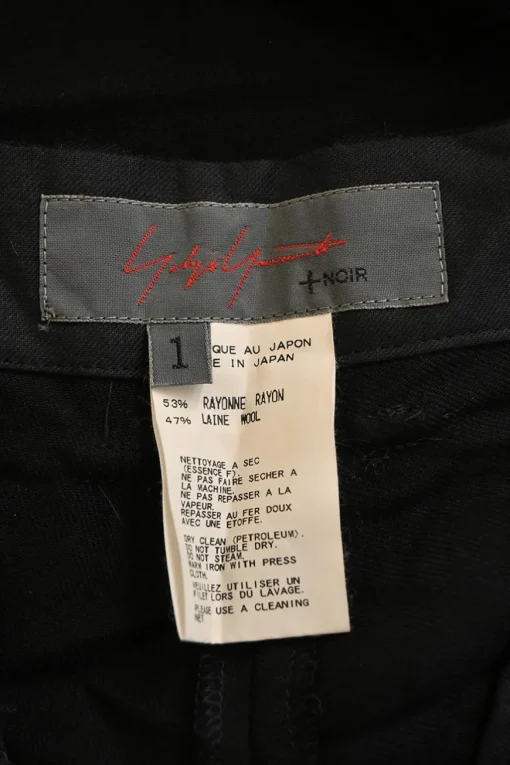 Yohji Yamamoto
+NOIR
1
QUE AU JAPON
E IN JAPAN
53% RAYONNE RAYON
47% LAINE WOOL
NETTOYAGE A SEC
(ESSENCE F).
NE PAS FAIRE SECHER A
LA MACHINE.
NE PAS REPASSER A LA
VAPEUR.
REPASSER AU FER DOUX
AVEC UNE ETOFFE.
DRY CLEAN (PETROLEUM).
DO NOT TUMBLE DRY.
DO NOT STEAM.
WARM IRON WITH PRESS
CLOTH.
VEUILLEZ UTILISER UN
FILET LORS DU LAVAGE.
PLEASE USE A CLEANING
NET